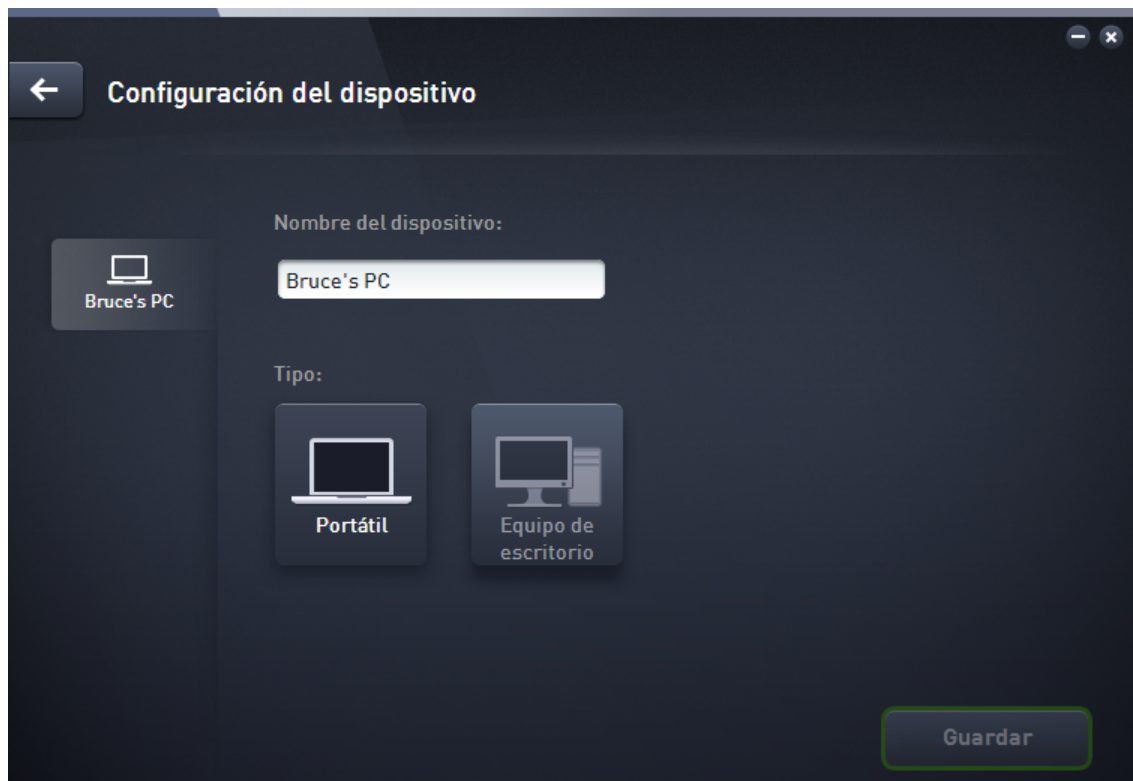 Configuración del dispositivo
Nombre del dispositivo:
Bruce's PC
Bruce's PC
Tipo:
Portátil
Equipo de
escritorio
Guardar